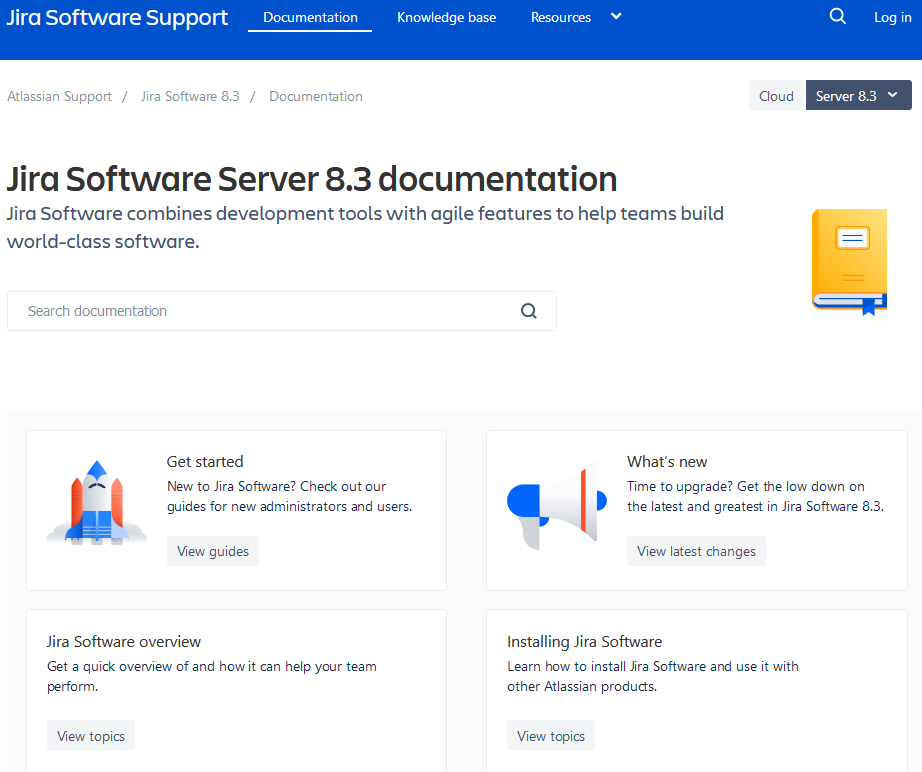 Jira Software Support Documentation Knowledge base Resources Log in
Atlassian Support / Jira Software 8.3 / Documentation Cloud Server 8.3
Jira Software Server 8.3 documentation
Jira Software combines development tools with agile features to help teams build
world-class software.
Search documentation
Get started
New to Jira Software? Check out our
guides for new administrators and users.
View guides
What's new
Time to upgrade? Get the low down on
the latest and greatest in Jira Software 8.3.
View latest changes
Jira Software overview
Get a quick overview of and how it can help your team
perform.
View topics
Installing Jira Software
Learn how to install Jira Software and use it with
other Atlassian products.
View topics